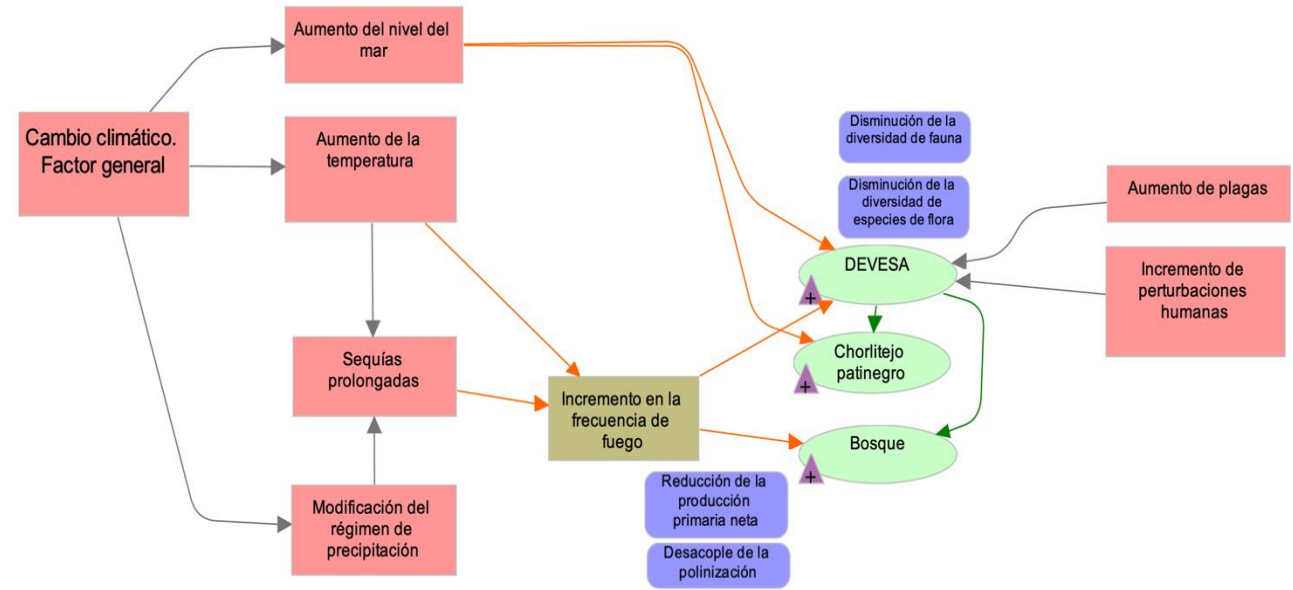 Aumento del nivel del
mar
Cambio climático.
Factor general
Aumento de la
temperatura
Sequías
prolongadas
Modificación del
régimen de
precipitación
Incremento en la
frecuencia de
fuego
Reducción de la
producción
primaria neta
Desacople de la
polinización
Disminución de la
diversidad de fauna
Disminución de la
diversidad de
especies de flora
DEVESA
+
Chorlitejo
patinegro
+
Bosque
+
Aumento de plagas
Incremento de
perturbaciones
humanas